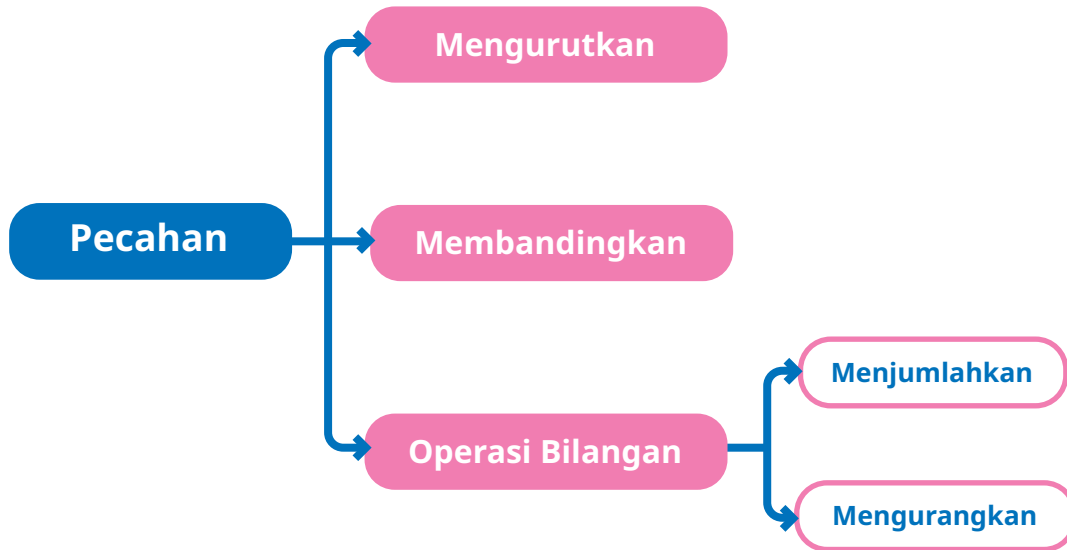 Mengurutkan
Pecahan
Membandingkan
Menjumlahkan
Operasi Bilangan
Mengurangkan